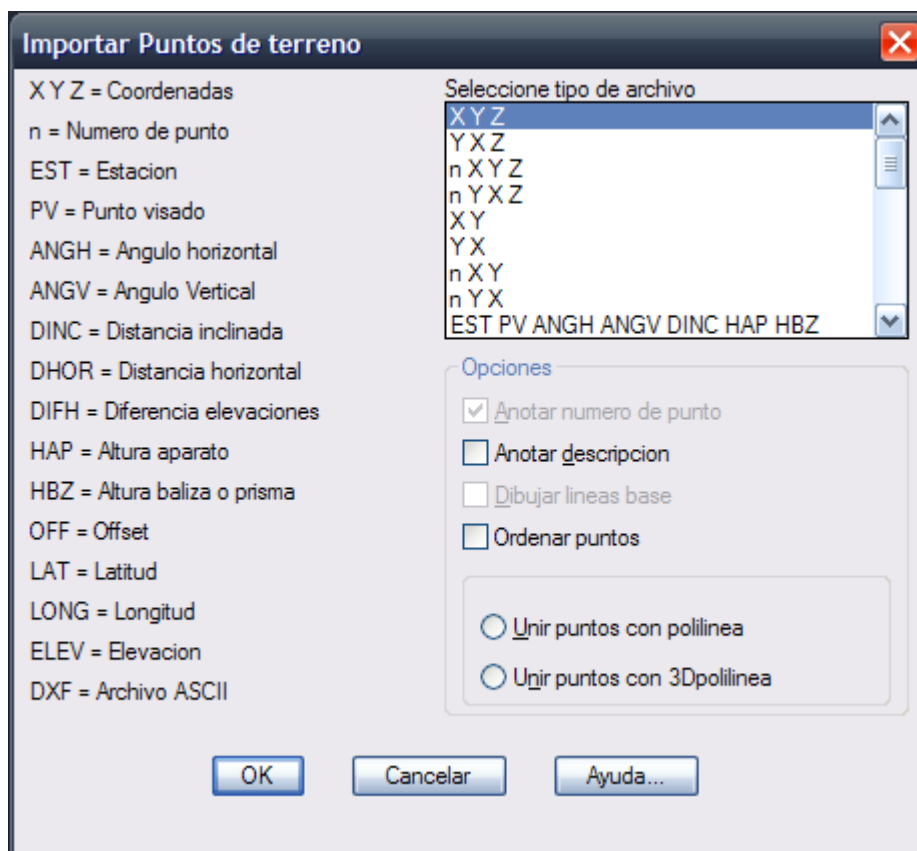 Importar Puntos de terreno
X Y Z = Coordenadas
n = Numero de punto
EST = Estacion
PV = Punto visado
ANGH = Angulo horizontal
ANGV = Angulo Vertical
DINC = Distancia inclinada
DHOR = Distancia horizontal
DIFH = Diferencia elevaciones
HAP = Altura aparato
HBZ = Altura baliza o prisma
OFF = Offset
LAT = Latitud
LONG = Longitud
ELEV = Elevacion
DXF = Archivo ASCII
Seleccione tipo de archivo
X Y Z
Y X Z
n X Y Z
n Y X Z
X Y
Y X
n X Y
n Y X
EST PV ANGH ANGV DINC HAP HBZ
Opciones
Anotar numero de punto
Anotar descripcion
Dibujar lineas base
Ordenar puntos
Unir puntos con polilinea
Unir puntos con 3Dpolilinea
OK
Cancelar
Ayuda...